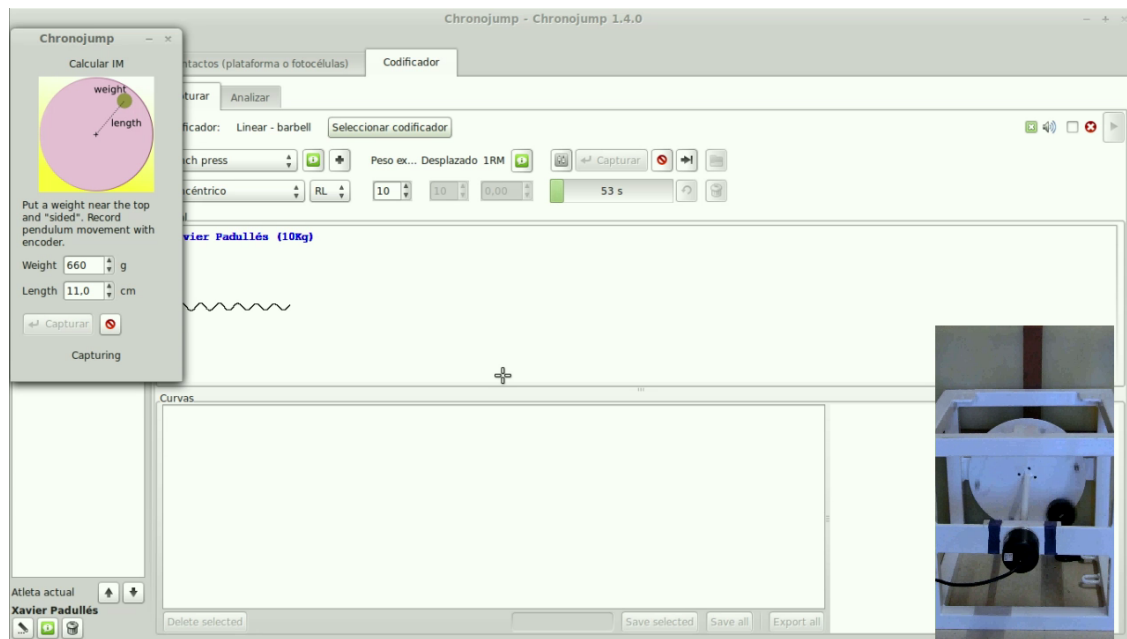 Chronojump - Chronojump 1.4.0
Chronojump
Calcular IM
weight
length
Put a weight near the top
and "sided". Record
pendulum movement with
encoder.
Weight 660 g
Length 11,0 cm
Capturar
Capturing
ntactos (plataforma o fotocélulas) Codificador
turar Analizar
ificador: Linear - barbell Seleccionar codificador
nch press Peso ex... Desplazado 1RM Capturar
céntrico RL 10 10 0,00 53 s
vier Padullés (10Kg)
Curvas
Atleta actual
Xavier Padullés
Delete selected Save selected Save all Export all